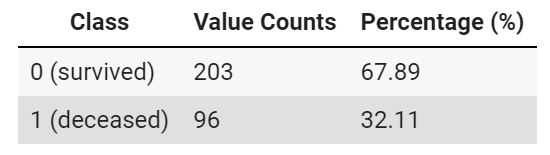 Class Value Counts Percentage (%)
0 (survived) 203 67.89
1 (deceased) 96 32.11